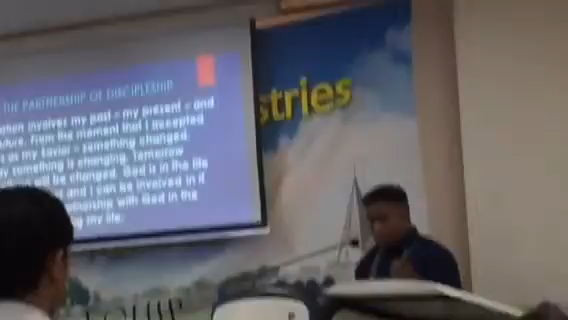 THE PARTNERSHIP OF DISCIPLESHIP
involves my past - my present - and
from the moment that I accepted
as my Savior - something changed.
something is changing. Tomorrow
will be changed. God is in the life
and I can be involved in it
with God in the
my life.
stries